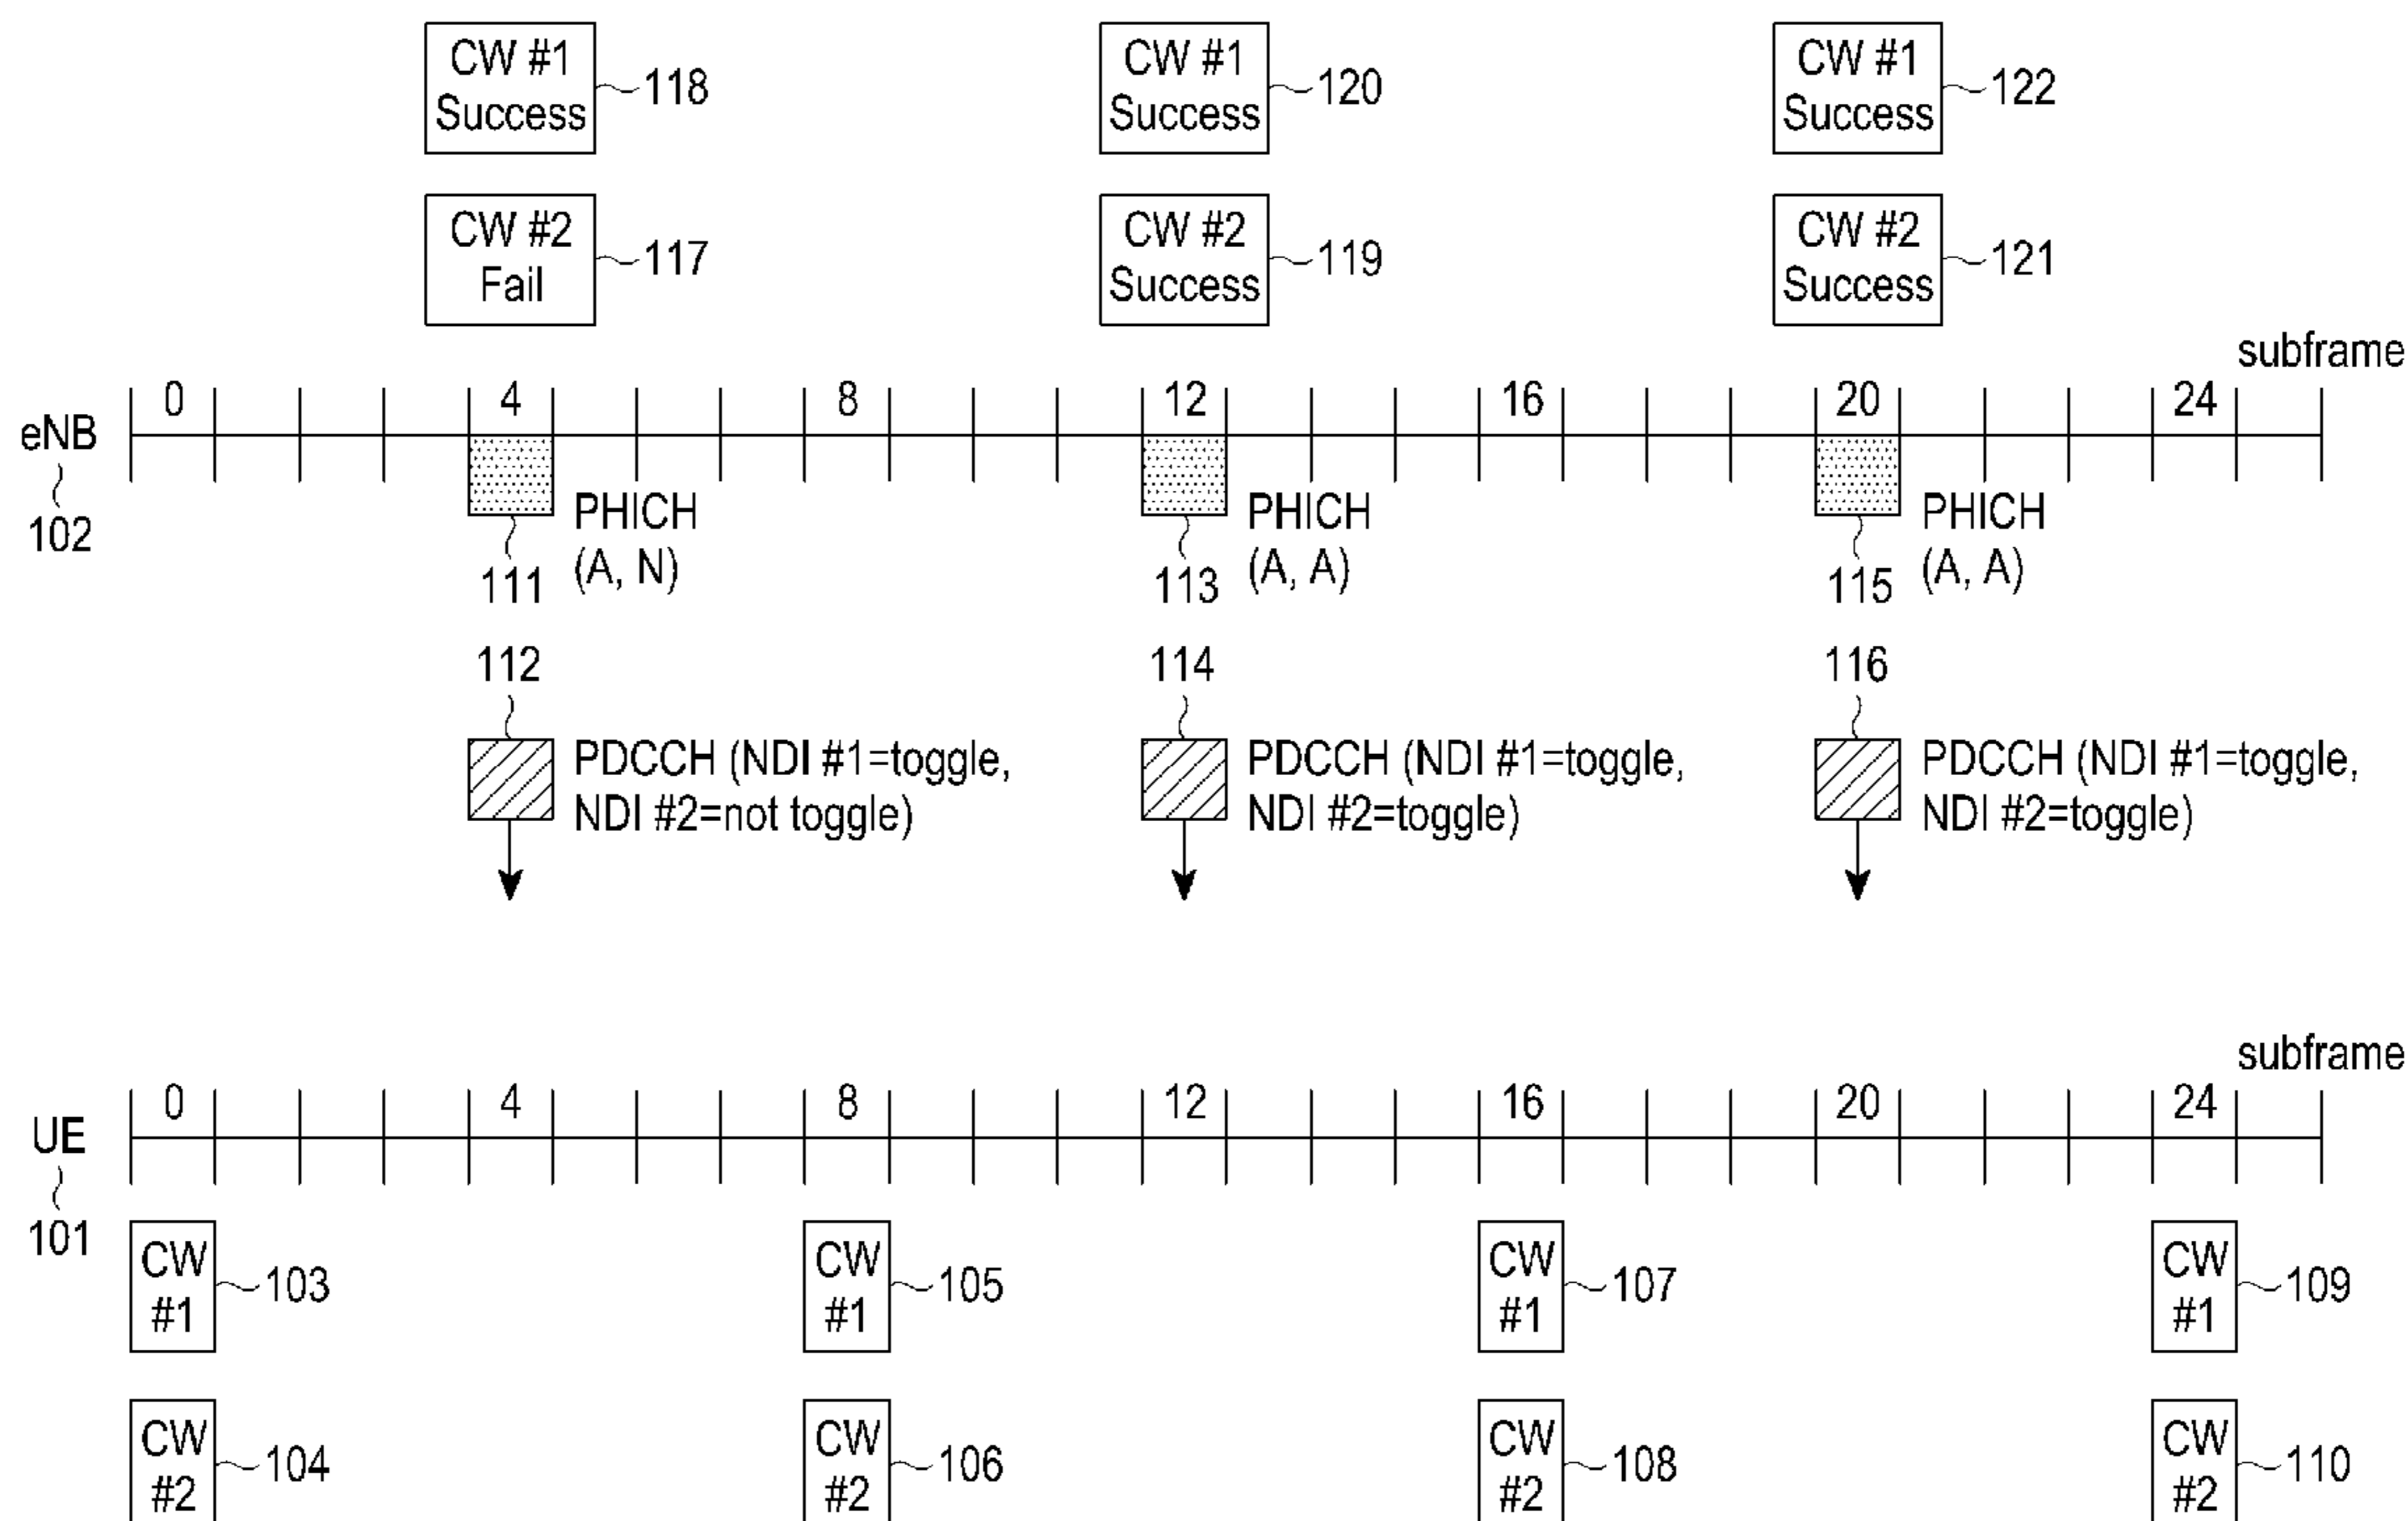 CW #1
Success
118
CW #1
Success
120
CW #1
Success
122
CW #2
Fail
117
CW #2
Success
119
CW #2
Success
121
subframe
0 4 8 12 16 20 24
eNB
102
PHICH
(A, N)
111
PHICH
(A, A)
113
PHICH
(A, A)
115
112
PDCCH (NDI #1=toggle,
NDI #2=not toggle)
114
PDCCH (NDI #1=toggle,
NDI #2=toggle)
116
PDCCH (NDI #1=toggle,
NDI #2=toggle)
subframe
0 4 8 12 16 20 24
UE
101
CW
#1
103
CW
#1
105
CW
#1
107
CW
#1
109
CW
#2
104
CW
#2
106
CW
#2
108
CW
#2
110